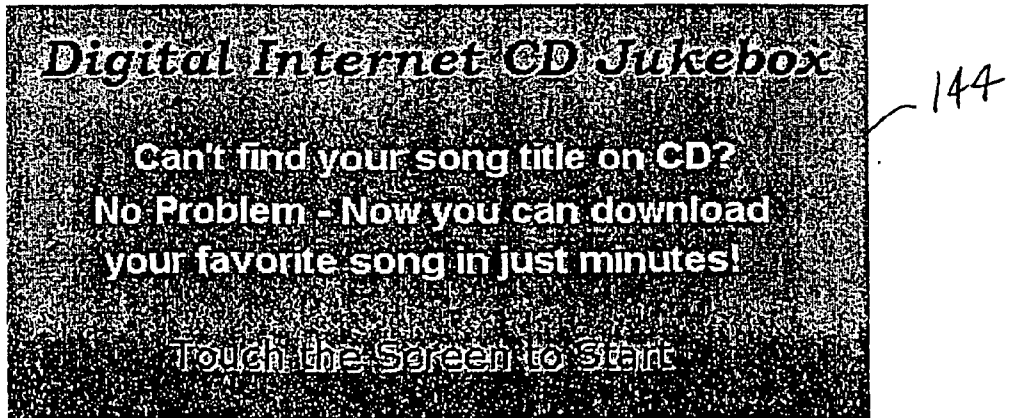 Digital Internet CD Jukebox
144
Can't find your song title on CD?
No Problem - Now you can download
your favorite song in just minutes!
Touch the Screen to Start